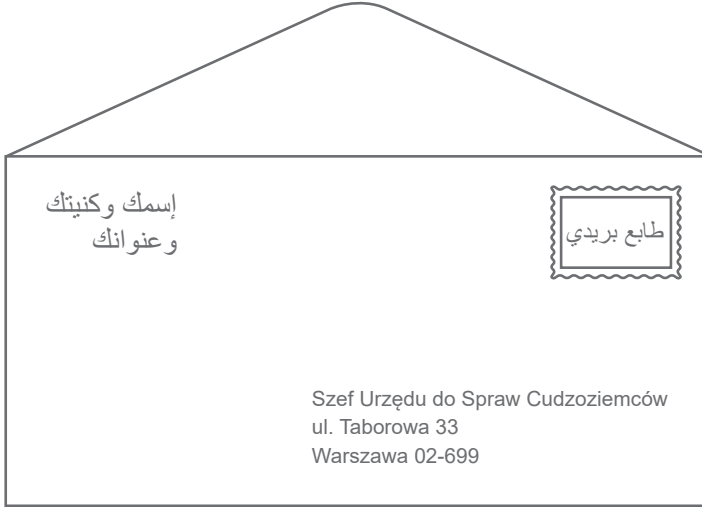 إسمك وكنيتك
وعنوانك
طابع بريدي
Szef Urzędu do Spraw Cudzoziemców
ul. Taborowa 33
Warszawa 02-699